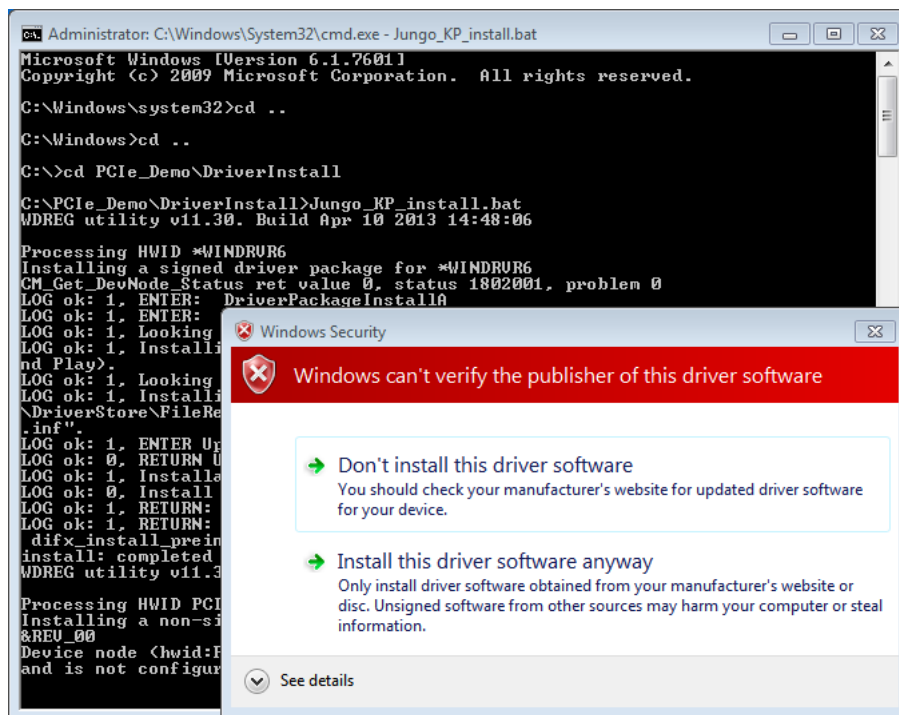 Administrator: C:\Windows\System32\cmd.exe - Jungo_KP_install.bat
Microsoft Windows [Version 6.1.7601]
Copyright (c) 2009 Microsoft Corporation.  All rights reserved.
C:\Windows\system32>cd ..
C:\Windows>cd ..
C:\>cd PCIe_Demo\DriverInstall
C:\PCIe_Demo\DriverInstall>Jungo_KP_install.bat
WDREG utility v11.30. Build Apr 10 2013 14:48:06
Processing HWID *WINDRVR6
Installing a signed driver package for *WINDRVR6
CM_Get_DevNode_Status ret value 0, status 1802001, problem 0
LOG ok: 1, ENTER:  DriverPackageInstallA
LOG ok: 1, ENTER:
LOG ok: 1, Looking
LOG ok: 1, Installi
nd Play).
LOG ok: 1, Looking
LOG ok: 1, Installi
\DriverStore\FileRe
.inf".
LOG ok: 1, ENTER Up
LOG ok: 0, RETURN U
LOG ok: 1, Installa
LOG ok: 0, Install
LOG ok: 1, RETURN:
LOG ok: 1, RETURN:
difx_install_prein
install: completed
WDREG utility v11.3
Processing HWID PCI
Installing a non-si
&REV_00
Device node (hwid:P
and is not configur
Windows Security
Windows can't verify the publisher of this driver software
Don't install this driver software
You should check your manufacturer's website for updated driver software
for your device.
Install this driver software anyway
Only install driver software obtained from your manufacturer's website or
disc. Unsigned software from other sources may harm your computer or steal
information.
See details